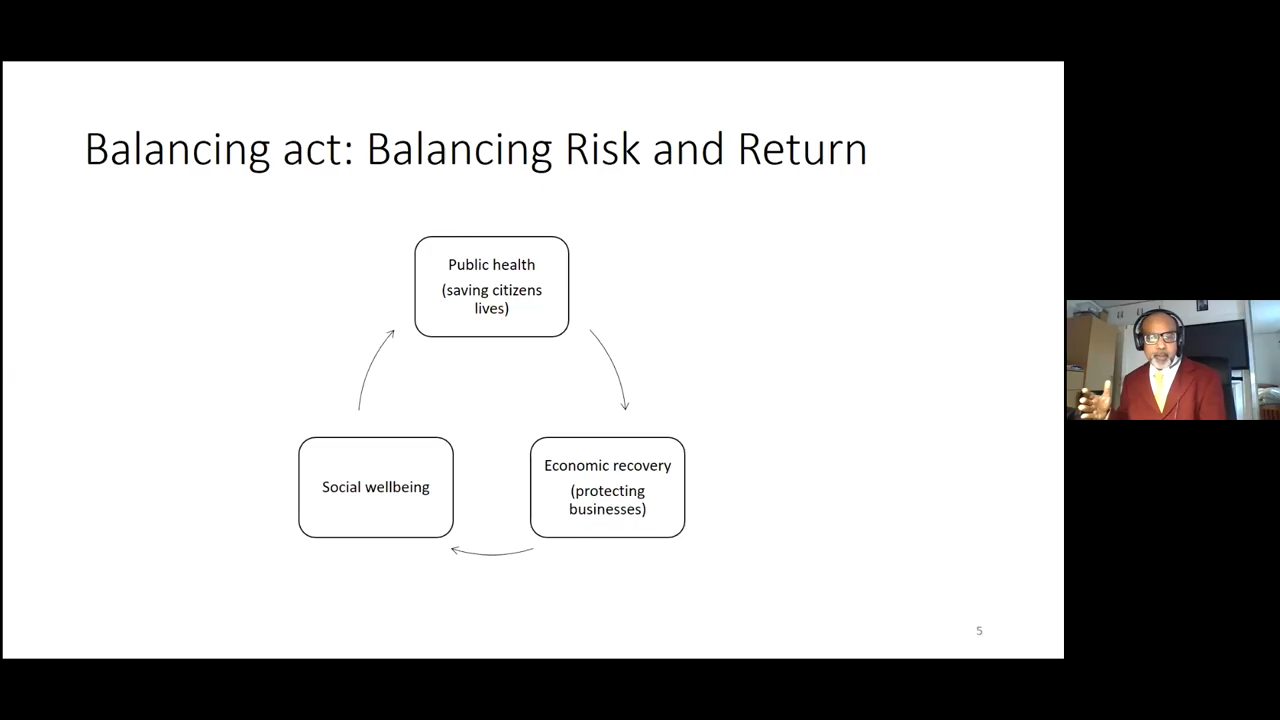 Balancing act: Balancing Risk and Return
Public health
(saving citizens
lives)
Social wellbeing
Economic recovery
(protecting
businesses)
5